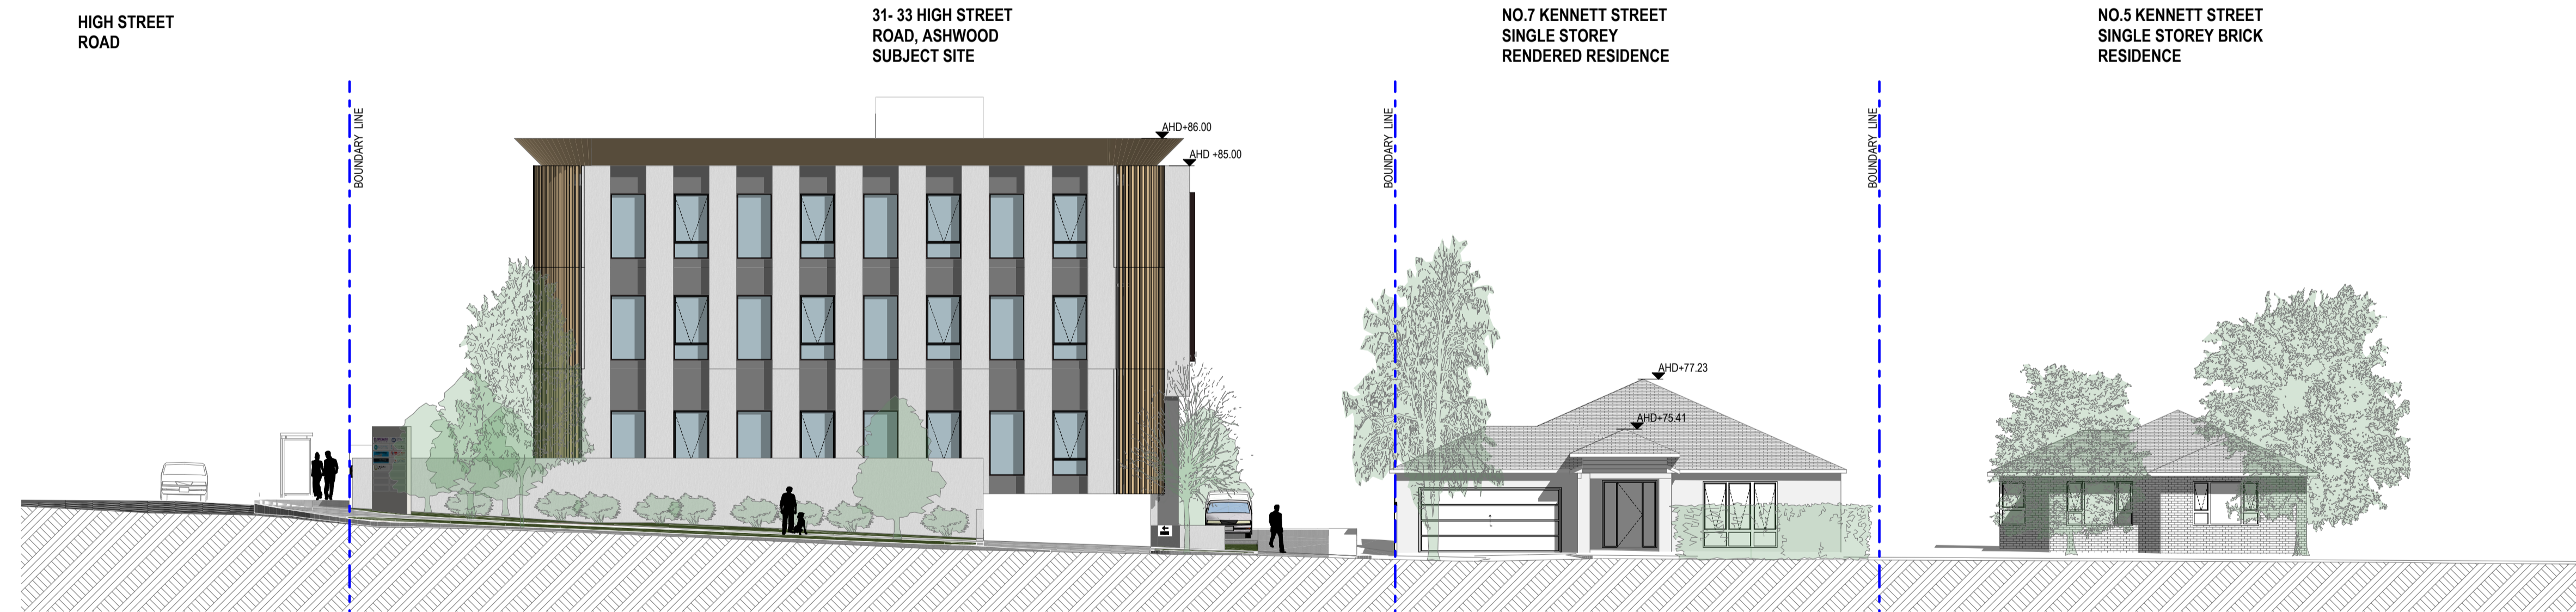 HIGH STREET
ROAD
31- 33 HIGH STREET
ROAD, ASHWOOD
SUBJECT SITE
NO.7 KENNETT STREET
SINGLE STOREY
RENDERED RESIDENCE
NO.5 KENNETT STREET
SINGLE STOREY BRICK
RESIDENCE
BOUNDARY LINE
AHD+86.00
AHD +85.00
BOUNDARY LINE
BOUNDARY LINE
AHD+77.23
AHD+75.41